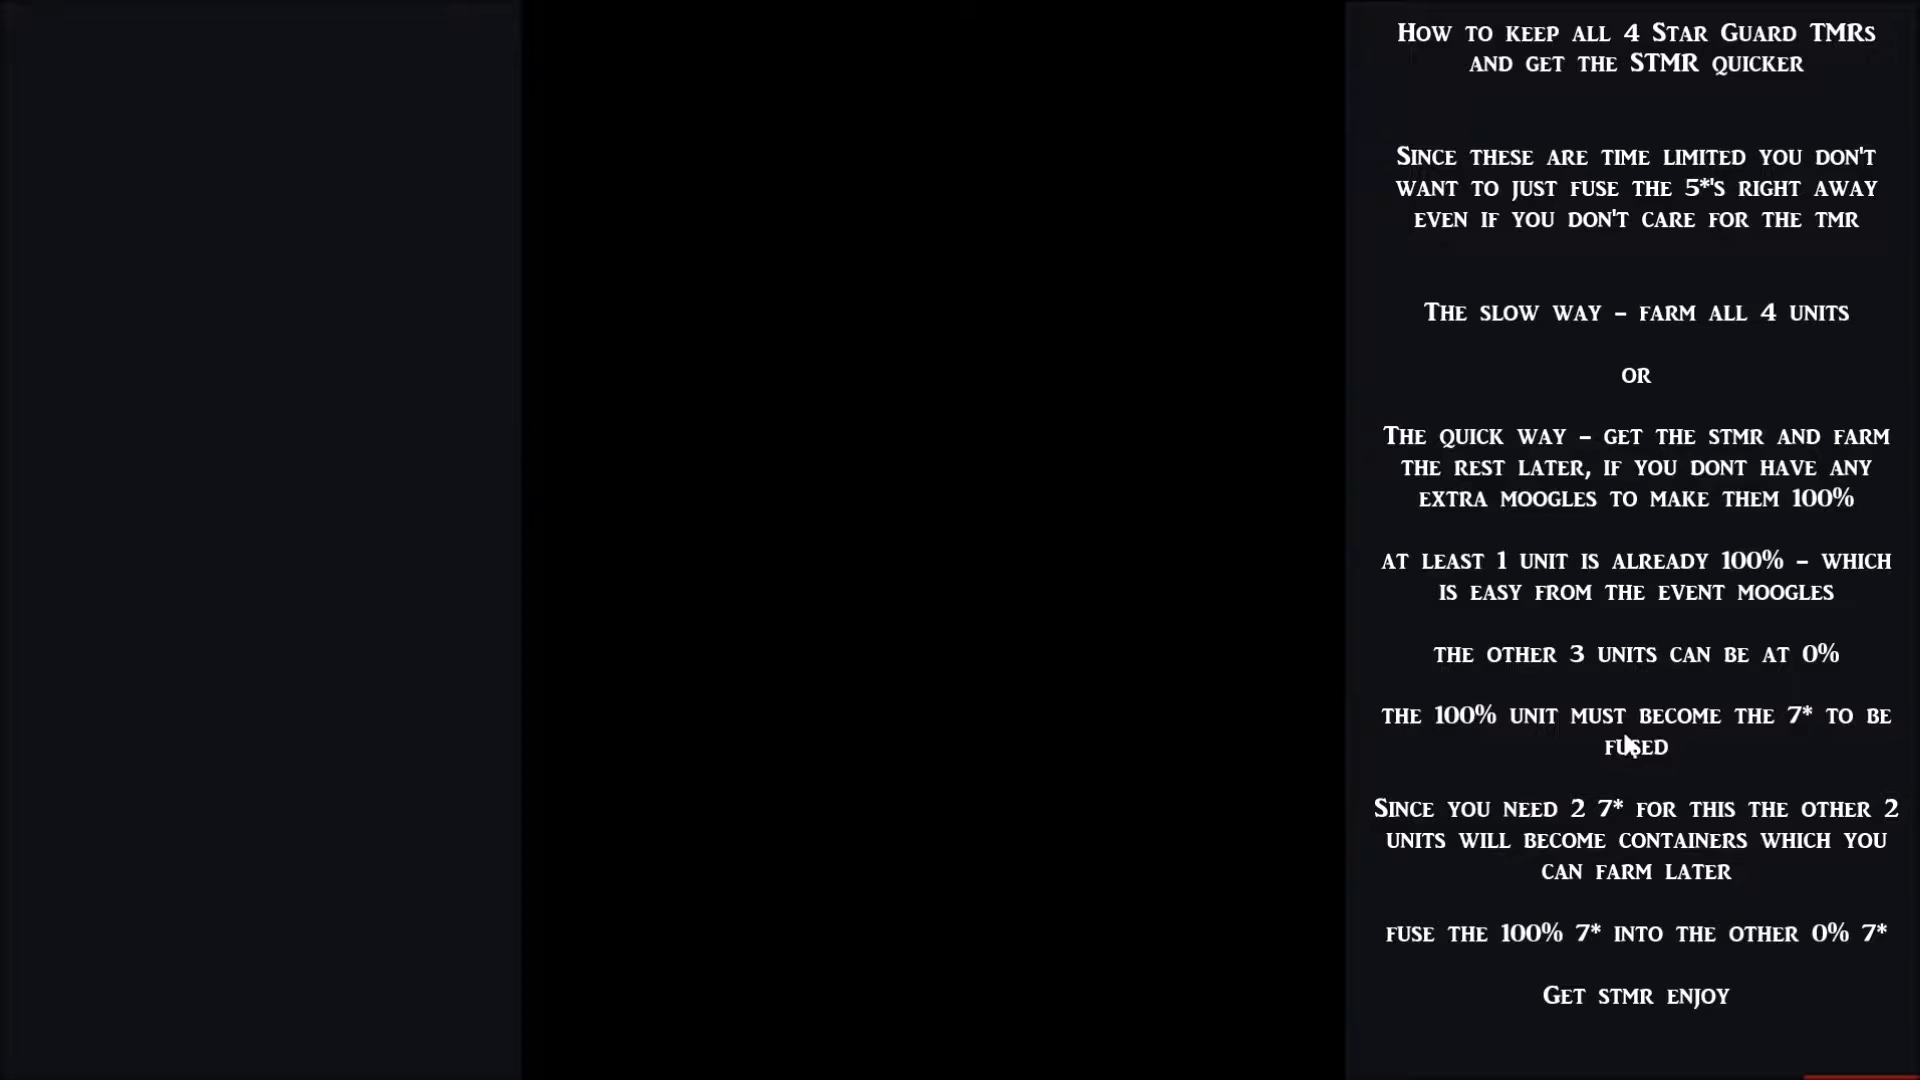 How to keep all 4 Star Guard TMRs
and get the STMR quicker
Since these are time limited you don't
want to just fuse the 5*'s right away
even if you don't care for the tmr
The slow way - farm all 4 units
or
The quick way - get the stmr and farm
the rest later, if you dont have any
extra moogles to make them 100%
at least 1 unit is already 100% - which
is easy from the event moogles
the other 3 units can be at 0%
the 100% unit must become the 7* to be
fused
Since you need 2 7* for this the other 2
units will become containers which you
can farm later
fuse the 100% 7* into the other 0% 7*
Get stmr enjoy